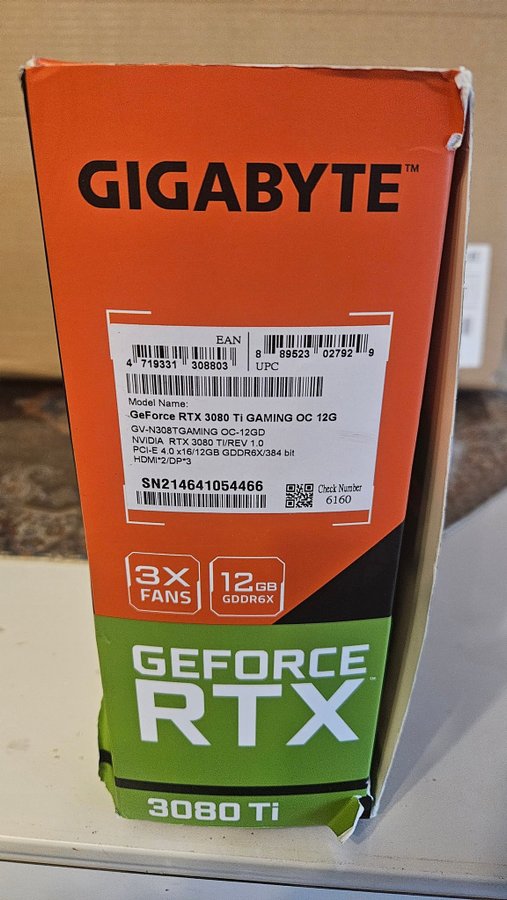 GIGABYTE™
EAN
4 719331 308803
8 89523 02792 9
UPC
Model Name:
GeForce RTX 3080 Ti GAMING OC 12G
GV-N308TGAMING OC-12GD
NVIDIA RTX 3080 TI/REV 1.0
PCI-E 4.0 x16/12GB GDDR6X/384 bit
HDMI*2/DP*3
SN214641054466
Check Number
6160
3X
FANS
12GB
GDDR6X
GEFORCE
RTX™
3080 Ti